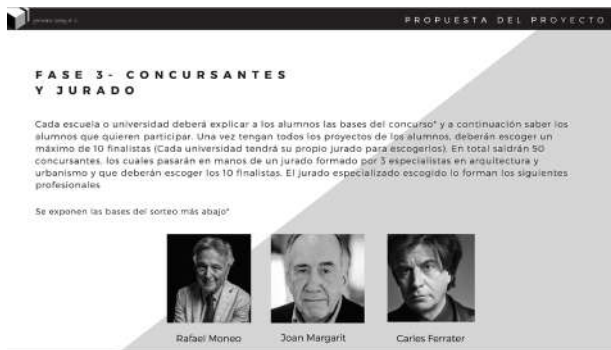 PROPUESTA DEL PROYECTO
FASE 3- CONCURSANTES
Y JURADO
Cada escuela o universidad deberá explicar a los alumnos las bases del concurso* y a continuación saber los
alumnos que quieren participar. Una vez tengan todos los proyectos de los alumnos, deberán escoger un
máximo de 10 finalistas (Cada universidad tendrá su propio jurado para escogerlos). En total saldrán 50
concursantes, los cuales pasarán en manos de un jurado formado por 3 especialistas en arquitectura y
urbanismo y que deberán escoger los 10 finalistas. El jurado especializado escogido lo forman los siguientes
profesionales
Se exponen las bases del sorteo más abajo*
Rafael Moneo
Joan Margarit
Carles Ferrater